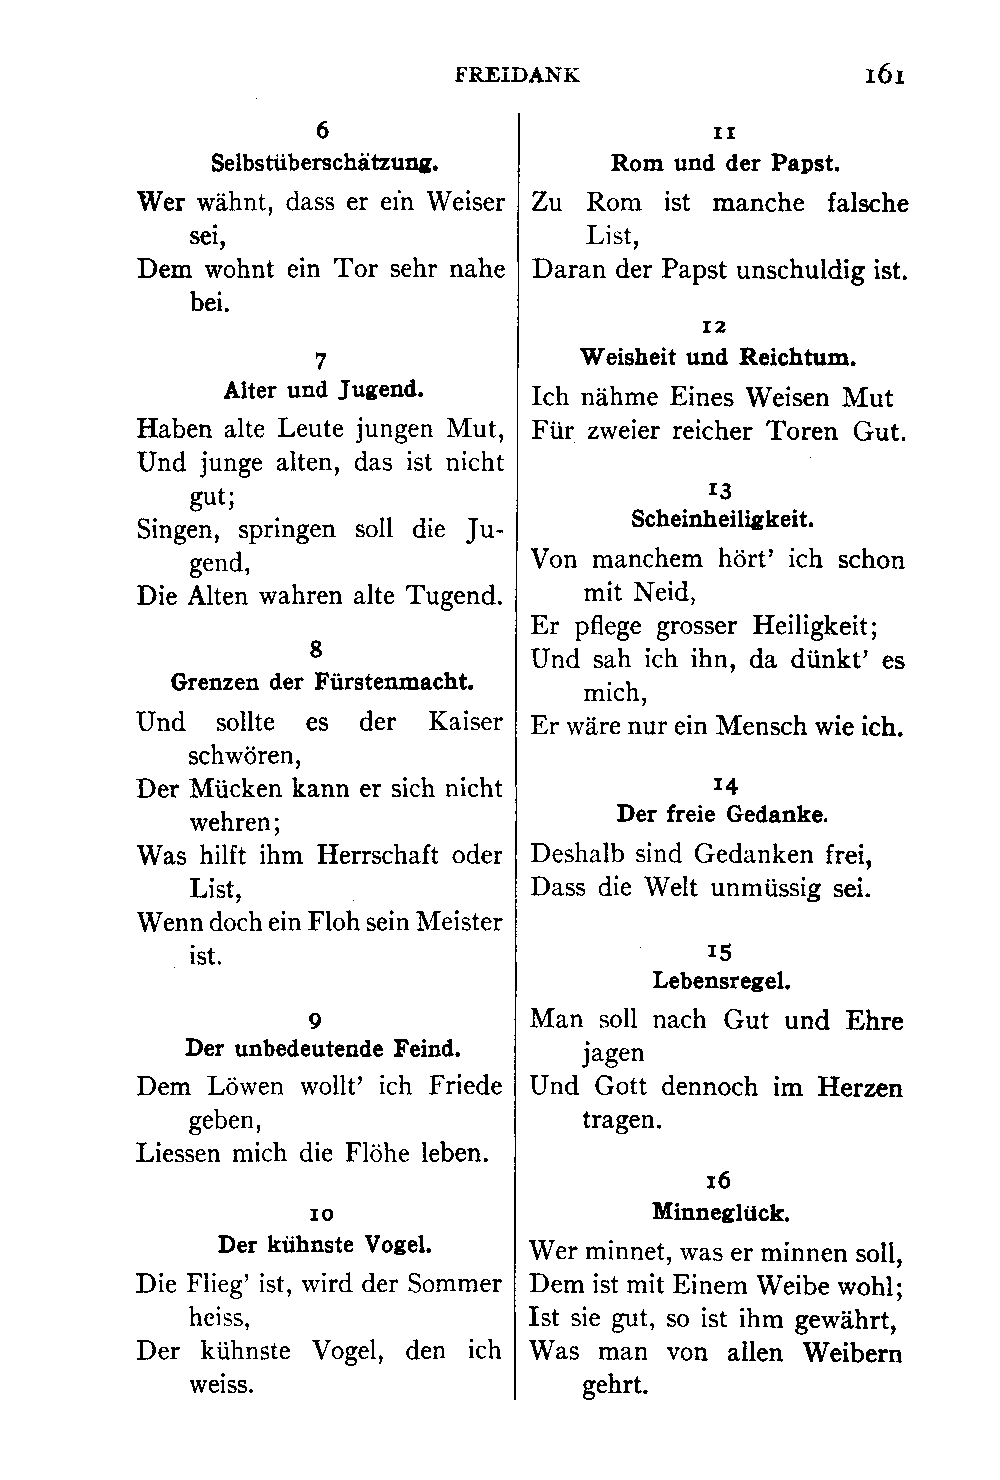 FREIDANK 161
6
Selbstüberschätzung.
Wer wähnt, dass er ein Weiser
sei,
Dem wohnt ein Tor sehr nahe
bei.
7
Alter und Jugend.
Haben alte Leute jungen Mut,
Und junge alten, das ist nicht
gut;
Singen, springen soll die Ju-
gend,
Die Alten wahren alte Tugend.
8
Grenzen der Fürstenmacht.
Und sollte es der Kaiser
schwören,
Der Mücken kann er sich nicht
wehren;
Was hilft ihm Herrschaft oder
List,
Wenn doch ein Floh sein Meister
ist.
9
Der unbedeutende Feind.
Dem Löwen wollt' ich Friede
geben,
Liessen mich die Flöhe leben.
10
Der kühnste Vogel.
Die Flieg' ist, wird der Sommer
heiss,
Der kühnste Vogel, den ich
weiss.
11
Rom und der Papst.
Zu Rom ist manche falsche
List,
Daran der Papst unschuldig ist.
12
Weisheit und Reichtum.
Ich nähme Eines Weisen Mut
Für zweier reicher Toren Gut.
13
Scheinheiligkeit.
Von manchem hört' ich schon
mit Neid,
Er pflege grosser Heiligkeit;
Und sah ich ihn, da dünkt' es
mich,
Er wäre nur ein Mensch wie ich.
14
Der freie Gedanke.
Deshalb sind Gedanken frei,
Dass die Welt unmüssig sei.
15
Lebensregel.
Man soll nach Gut und Ehre
jagen
Und Gott dennoch im Herzen
tragen.
16
Minneglück.
Wer minnet, was er minnen soll,
Dem ist mit Einem Weibe wohl;
Ist sie gut, so ist ihm gewährt,
Was man von allen Weibern
gehrt.